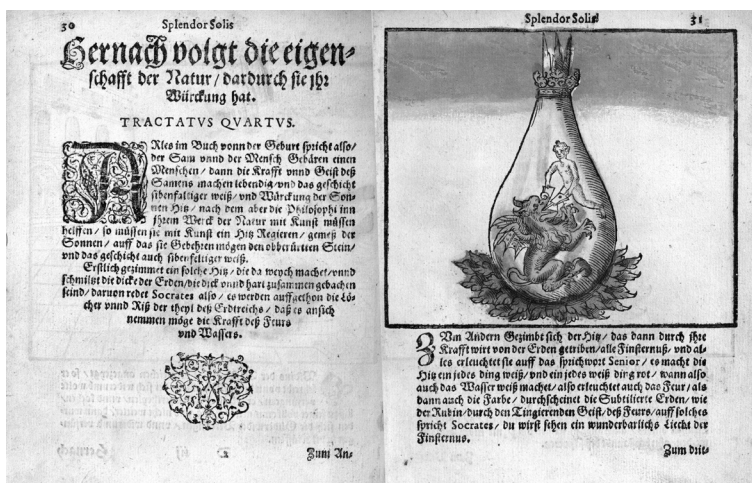 30
Splendor Solis
Hernach volgt die eigen-
schafft der Natur / dardurch sie jhr
Würckung hat.
TRACTATVS QVARTVS.
ARles im Buch vonn der Geburt spricht also /
der Sam vnnd der Mensch Gebären einen
Menschen / dann die Krafft vnnd Geist deß
Samens machen lebendig / vnd das geschicht
sibenfaltiger weiß / vnd Würckung der Son-
nen Hitz / nach dem aber die Philosophi inn
jhrem Werck der Natur mit Kunst müssen
helffen / so müssen sie mit Kunst ein Hitz Regieren / gemeß der
Sonnen / auff das sie Gebehren mögen den obberürten Stein /
vnd das geschicht auch sibenfeltiger weiß.
Erstlich gezimmet ein solche Hitz / die da weych machet / vnnd
schmiltzt die dicke der Erden / die dick vnnd hart zusammen gebachen
seind / daruon redet Socrates also / es werden auffgethon die Lö-
cher vnnd Riß der theyl deß Erdtreichs / daß es an sich
nemmen möge die Krafft deß Feurs
vnd Wassers.
Zum An-
Splendor Solis
31
ZUm Andern Gezimbt sich der Hitz / das dann durch jhre
Krafft wirt von der Erden getriben / alle Finsternuß / vnd al-
les erleuchtet sie auff das sprichwort Senior / es macht die
Hitz ein jedes ding weiß / vnd ein jedes weiß ding rot / wann also
auch das Wasser weiß machet / also erleuchtet auch das Feur / als
dann auch die Farbe / durchscheinet die Subtilierte Erden / wie
der Rubin / durch den Tingierenden Geist / deß Feurs / auff solches
spricht Socrates / du wirst sehen ein wunderbarlichs Liecht der
Finsternus.
Zum drit-